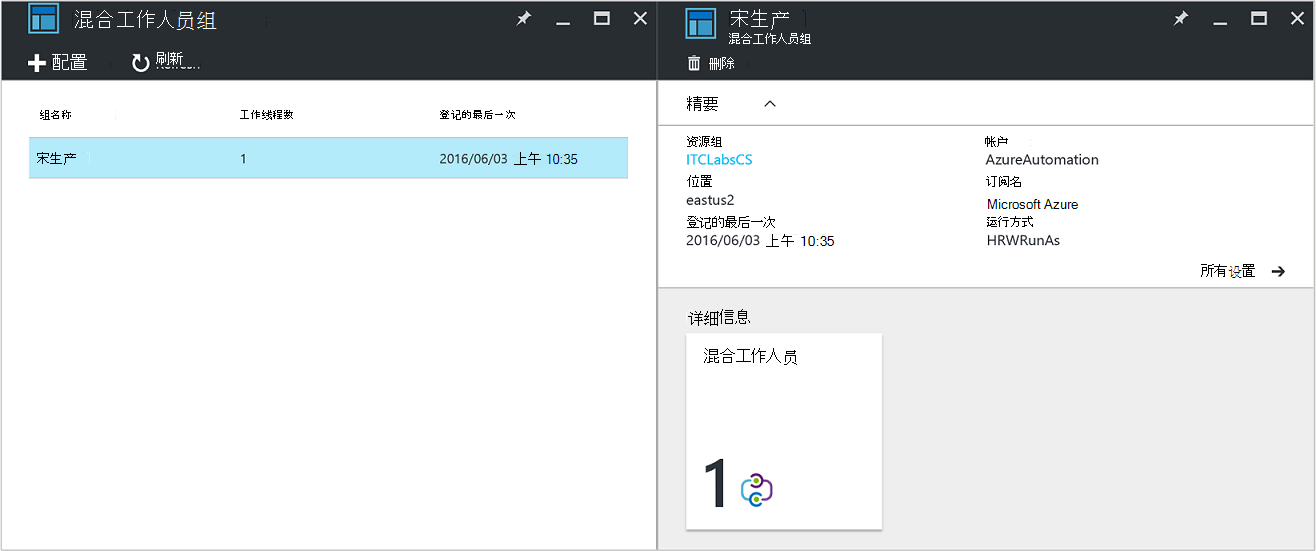 混合工作人员组
配置
刷新
组名称
工作线程数
登记的最后一次
宋生产
1
2016/06/03 上午 10:35
宋生产
混合工作人员组
删除
精要
资源组
ITCLabsCS
位置
eastus2
登记的最后一次
2016/06/03 上午 10:35
帐户
AzureAutomation
订阅名
Microsoft Azure
运行方式
HRWRunAs
所有设置
详细信息
混合工作人员
1